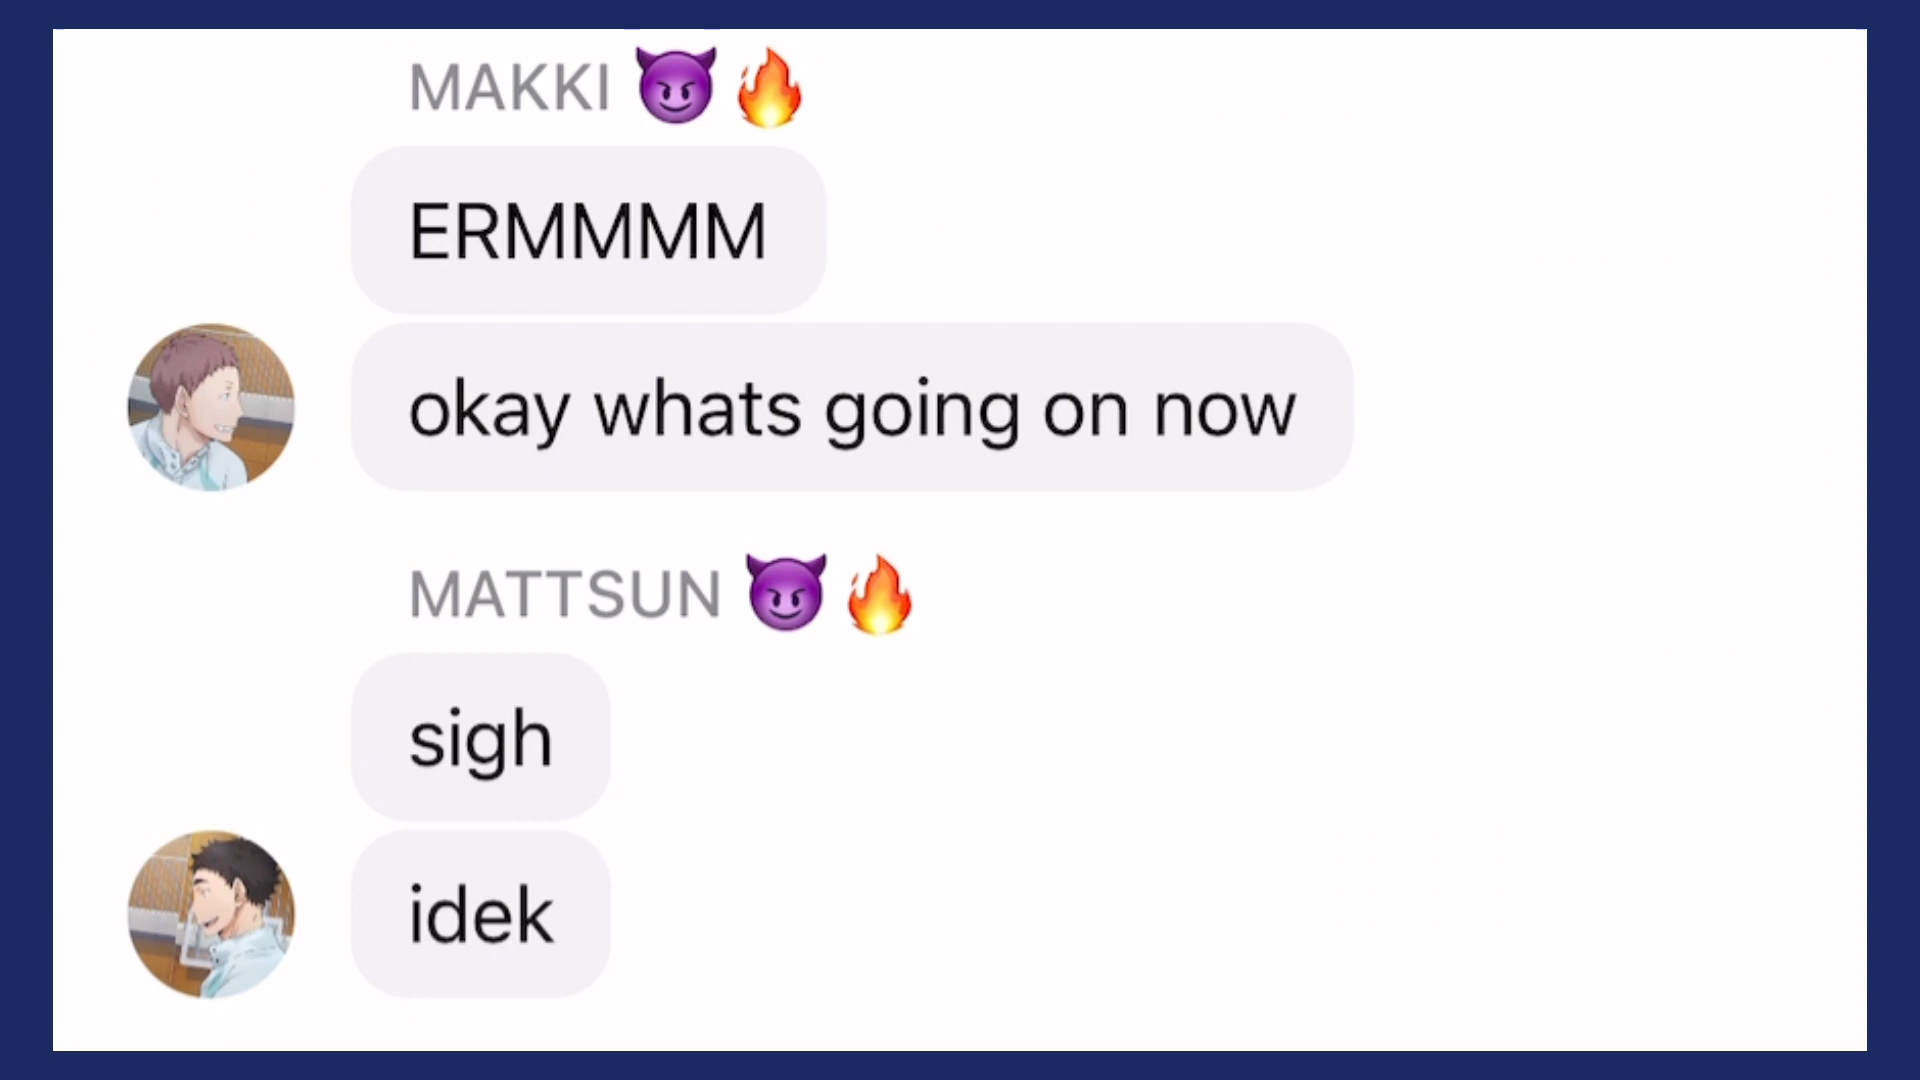 MAKKI 😈🔥
ERMMMM
okay whats going on now
MATTSUN 😈🔥
sigh
idek